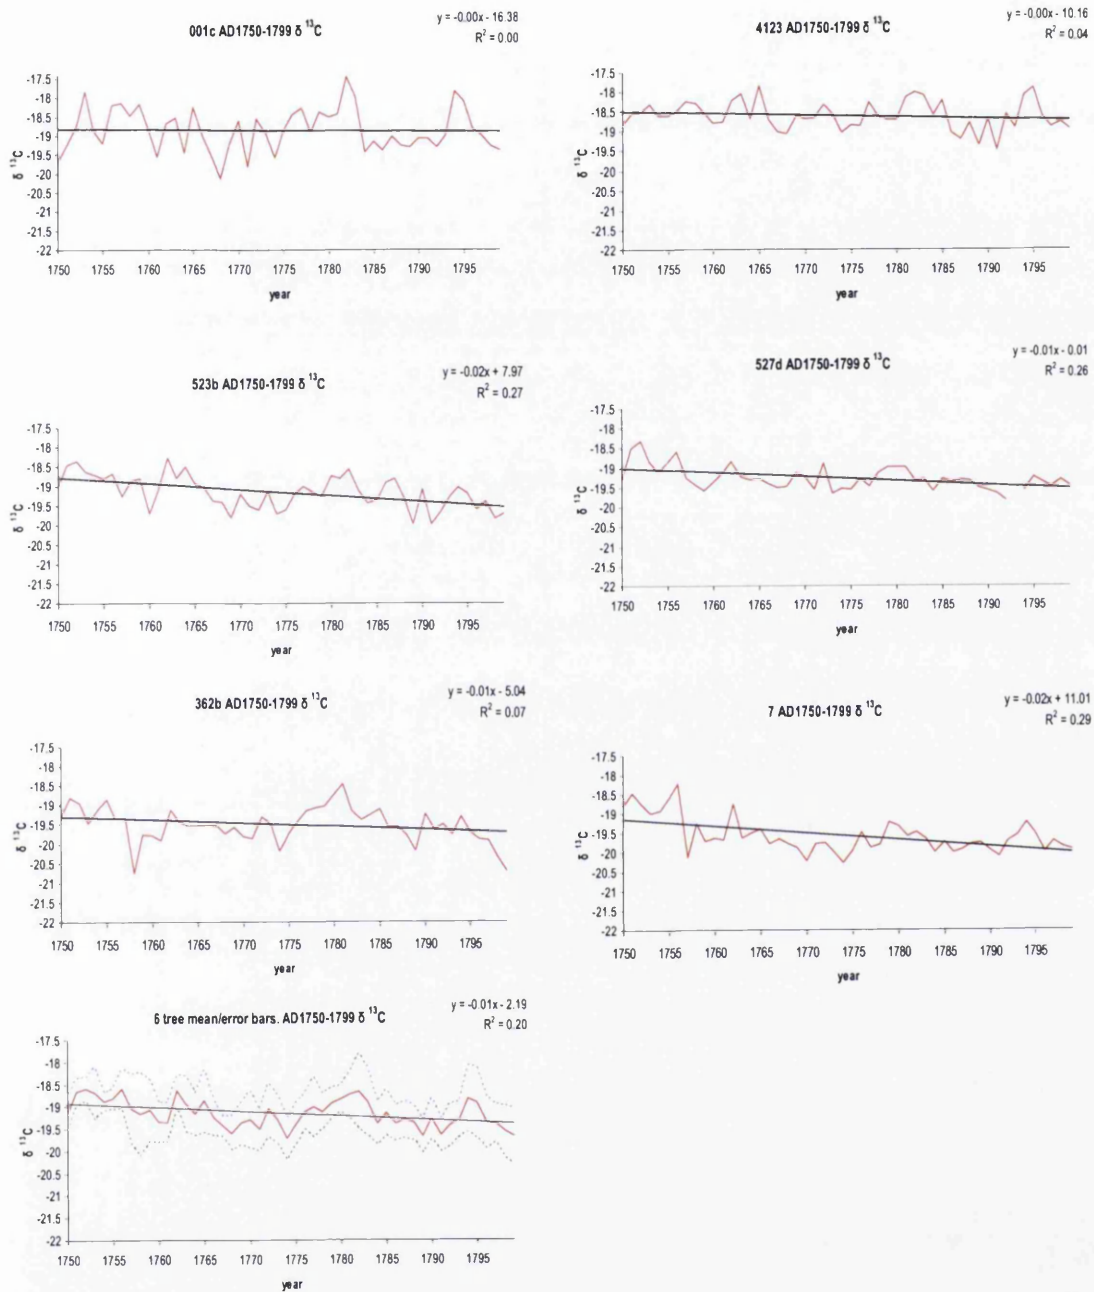 001c AD1750-1799 δ ¹³C
y = -0.00x - 16.38
R² = 0.00
-17.5
-18
-18.5
-19
-19.5
-20
-20.5
-21
-21.5
-22
δ ¹³C
1750 1755 1760 1765 1770 1775 1780 1785 1790 1795
year
4123 AD1750-1799 δ ¹³C
y = -0.00x - 10.16
R² = 0.04
-17.5
-18
-18.5
-19
-19.5
-20
-20.5
-21
-21.5
-22
δ ¹³C
1750 1755 1760 1765 1770 1775 1780 1785 1790 1795
year
523b AD1750-1799 δ ¹³C
y = -0.02x + 7.97
R² = 0.27
-17.5
-18
-18.5
-19
-19.5
-20
-20.5
-21
-21.5
-22
δ ¹³C
1750 1755 1760 1765 1770 1775 1780 1785 1790 1795
year
527d AD1750-1799 δ ¹³C
y = -0.01x - 0.01
R² = 0.26
-17.5
-18
-18.5
-19
-19.5
-20
-20.5
-21
-21.5
-22
δ ¹³C
1750 1755 1760 1765 1770 1775 1780 1785 1790 1795
year
362b AD1750-1799 δ ¹³C
y = -0.01x - 5.04
R² = 0.07
-17.5
-18
-18.5
-19
-19.5
-20
-20.5
-21
-21.5
-22
δ ¹³C
1750 1755 1760 1765 1770 1775 1780 1785 1790 1795
year
7 AD1750-1799 δ ¹³C
y = -0.02x + 11.01
R² = 0.29
-17.5
-18
-18.5
-19
-19.5
-20
-20.5
-21
-21.5
-22
δ ¹³C
1750 1755 1760 1765 1770 1775 1780 1785 1790 1795
year
6 tree mean/error bars. AD1750-1799 δ ¹³C
y = -0.01x - 2.19
R² = 0.20
-17.5
-18
-18.5
-19
-19.5
-20
-20.5
-21
-21.5
-22
δ ¹³C
1750 1755 1760 1765 1770 1775 1780 1785 1790 1795
year